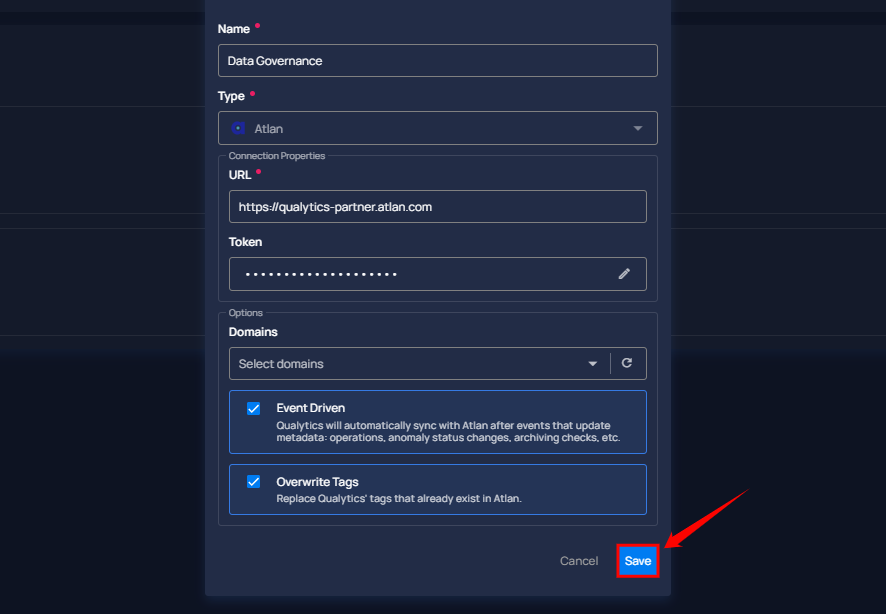 Name
Data Governance
Type
Atlan
Connection Properties
URL
https://qualytics-partner.atlan.com
Token
Options
Domains
Select domains
Event Driven
Qualytics will automatically sync with Atlan after events that update
metadata: operations, anomaly status changes, archiving checks, etc.
Overwrite Tags
Replace Qualytics' tags that already exist in Atlan.
Cancel
Save